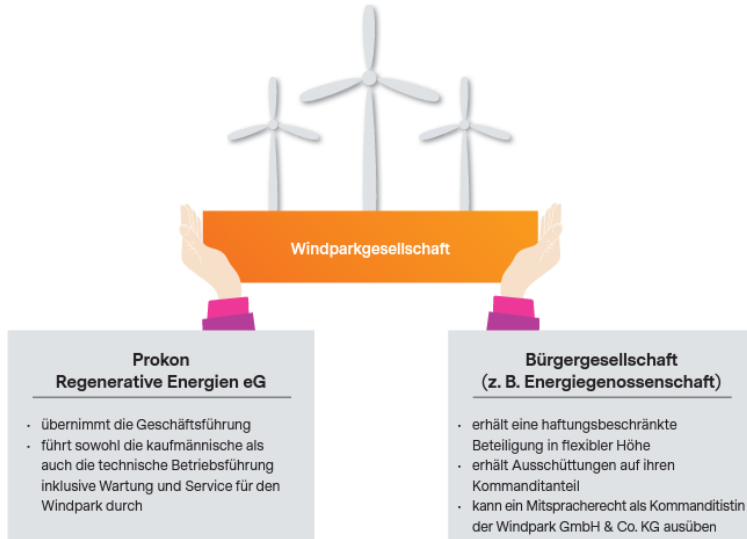 Windparkgesellschaft
Prokon
Regenerative Energien eG
· übernimmt die Geschäftsführung
· führt sowohl die kaufmännische als
auch die technische Betriebsführung
inklusive Wartung und Service für den
Windpark durch
Bürgergesellschaft
(z. B. Energiegenossenschaft)
· erhält eine haftungsbeschränkte
Beteiligung in flexibler Höhe
· erhält Ausschüttungen auf ihren
Kommanditanteil
· kann ein Mitspracherecht als Kommanditistin
der Windpark GmbH & Co. KG ausüben